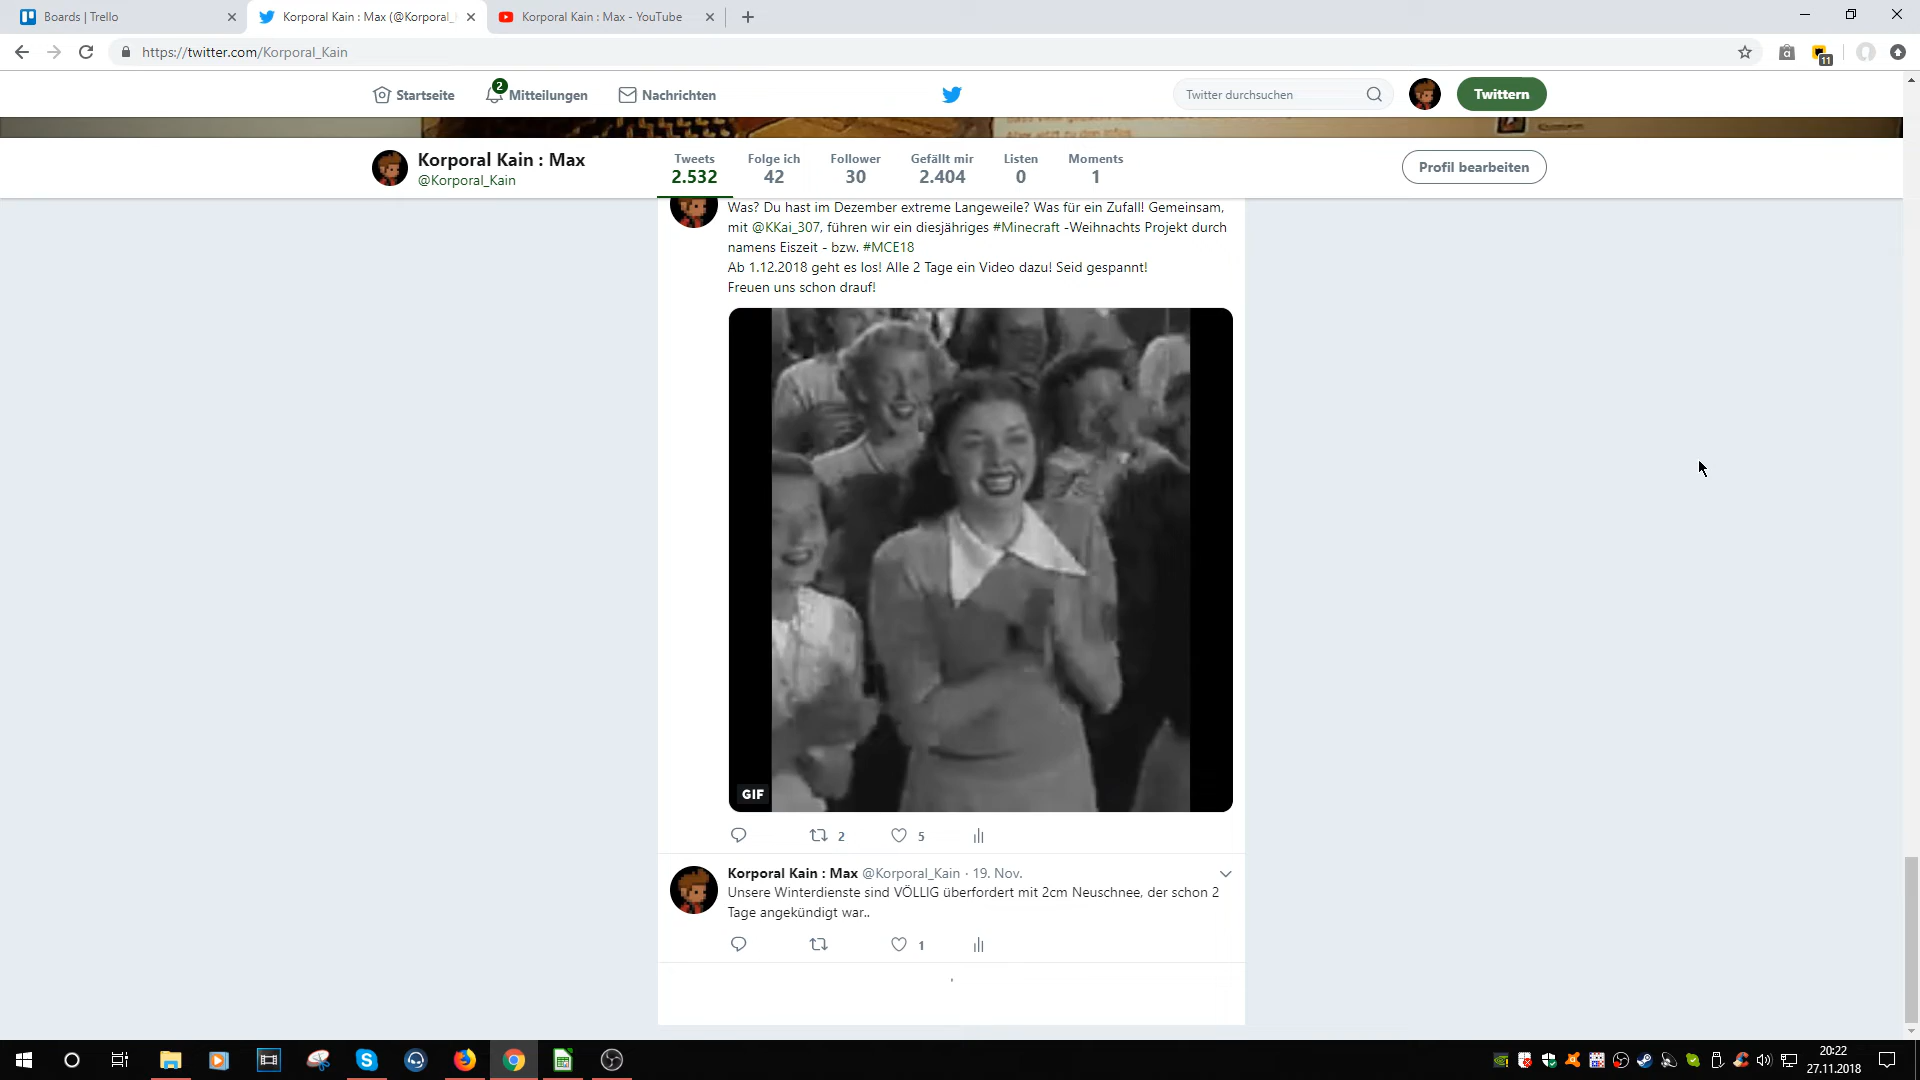 Boards | Trello
Korporal Kain : Max (@Korporal_
Korporal Kain : Max - YouTube
https://twitter.com/Korporal_Kain
11
Startseite
2
Mitteilungen
Nachrichten
Twitter durchsuchen
Twittern
Korporal Kain : Max
@Korporal_Kain
Tweets
2.532
Folge ich
42
Follower
30
Gefällt mir
2.404
Listen
0
Moments
1
Profil bearbeiten
Was? Du hast im Dezember extreme Langeweile? Was für ein Zufall! Gemeinsam,
mit @KKai_307, führen wir ein diesjähriges #Minecraft -Weihnachts Projekt durch
namens Eiszeit - bzw. #MCE18
Ab 1.12.2018 geht es los! Alle 2 Tage ein Video dazu! Seid gespannt!
Freuen uns schon drauf!
GIF
2
5
Korporal Kain : Max @Korporal_Kain · 19. Nov.
Unsere Winterdienste sind VÖLLIG überfordert mit 2cm Neuschnee, der schon 2
Tage angekündigt war..
1
20:22
27.11.2018